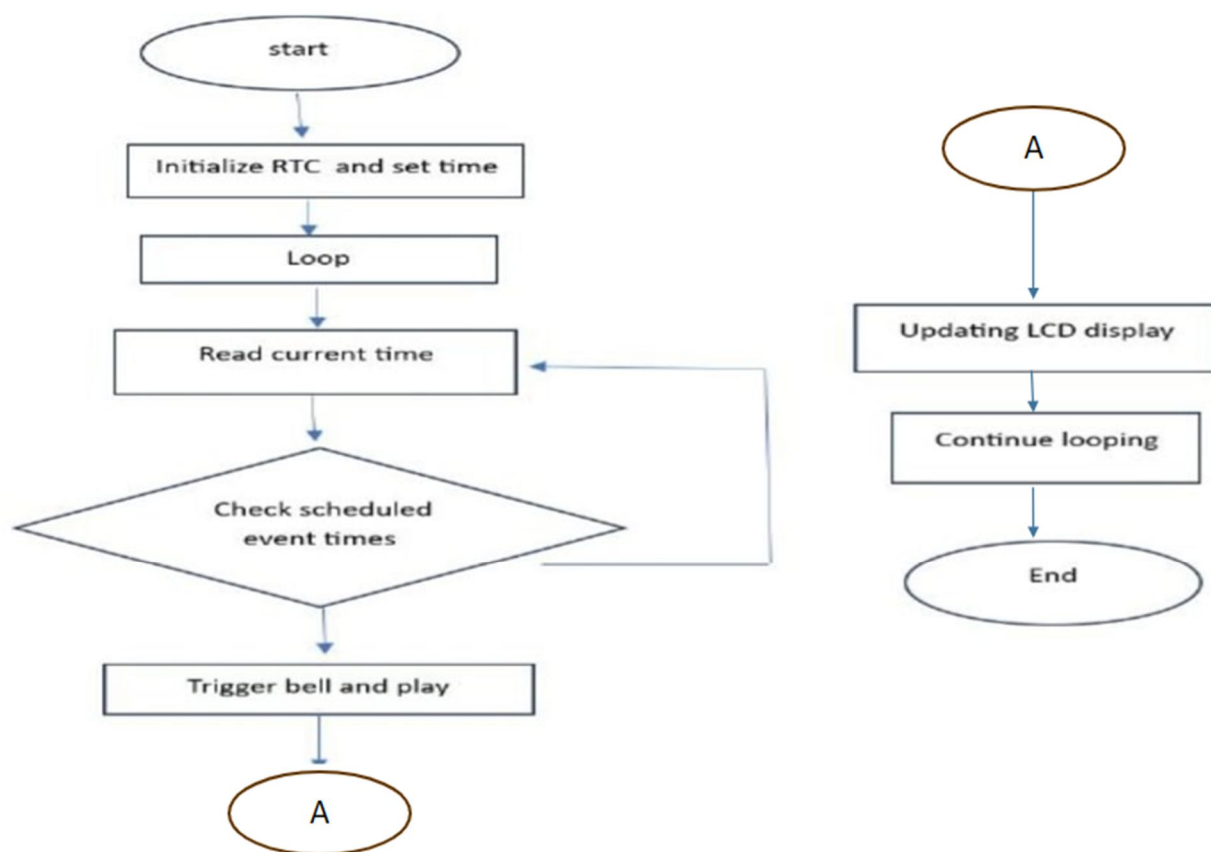 start
Initialize RTC and set time
Loop
Read current time
Check scheduled
event times
Trigger bell and play
A
A
Updating LCD display
Continue looping
End